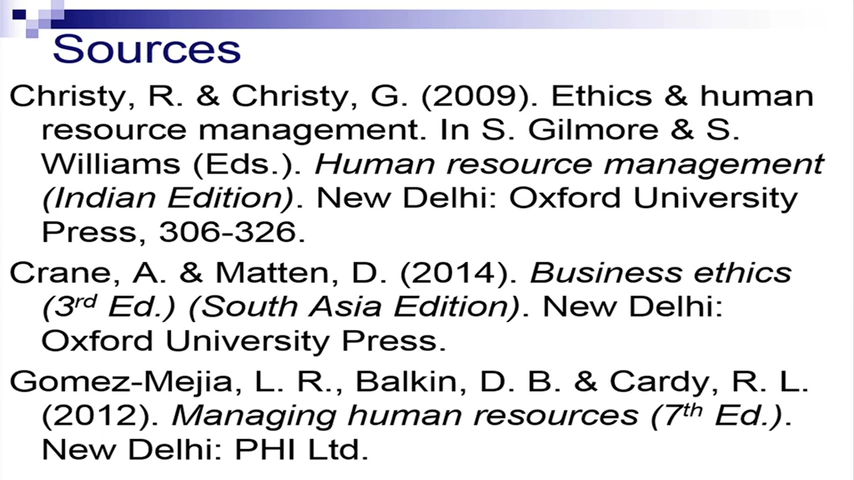 Sources
Christy, R. & Christy, G. (2009). Ethics & human
resource management. In S. Gilmore & S.
Williams (Eds.). Human resource management
(Indian Edition). New Delhi: Oxford University
Press, 306-326.
Crane, A. & Matten, D. (2014). Business ethics
(3rd Ed.) (South Asia Edition). New Delhi:
Oxford University Press.
Gomez-Mejia, L. R., Balkin, D. B. & Cardy, R. L.
(2012). Managing human resources (7th Ed.).
New Delhi: PHI Ltd.